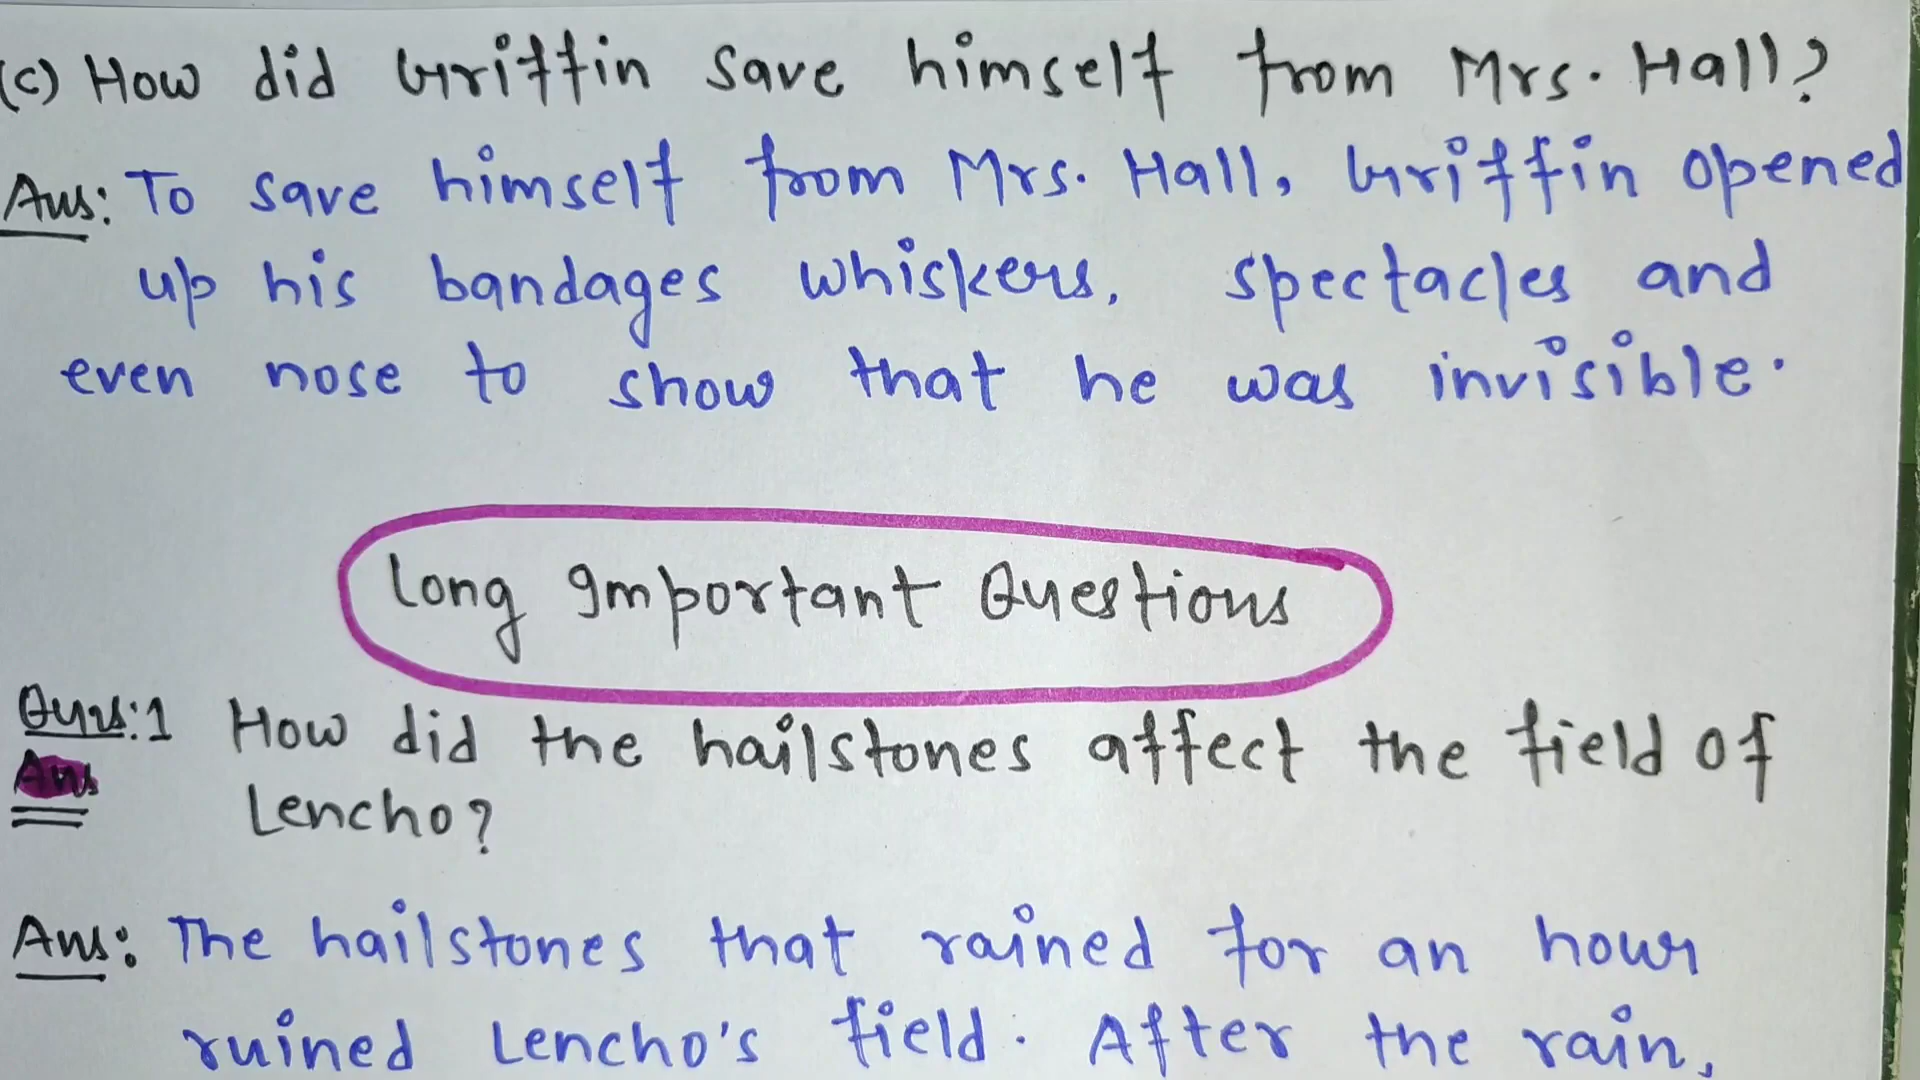 (c) How did Griffin save himself from Mrs. Hall?
Ans: To save himself from Mrs. Hall, Griffin opened
up his bandages whiskers, spectacles and
even nose to show that he was invisible.
Long Important Questions
Ques:1 How did the hailstones affect the field of
Ans
Lencho?
Ans: The hailstones that rained for an hour
ruined Lencho's field. After the rain,